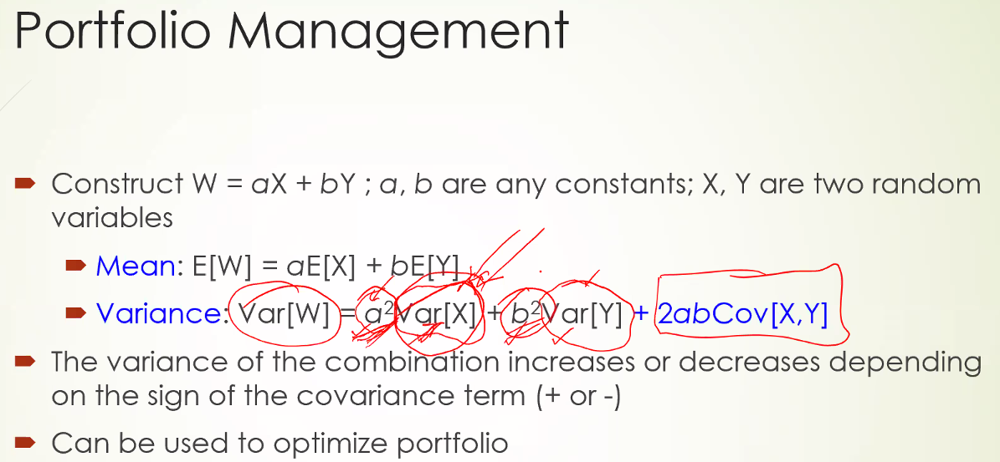 Portfolio Management
Construct W = aX + bY ; a, b are any constants; X, Y are two random
variables
Mean: E[W] = aE[X] + bE[Y]
Variance: Var[W] = a²Var[X] + b²Var[Y] + 2abCov[X,Y]
The variance of the combination increases or decreases depending
on the sign of the covariance term (+ or -)
Can be used to optimize portfolio